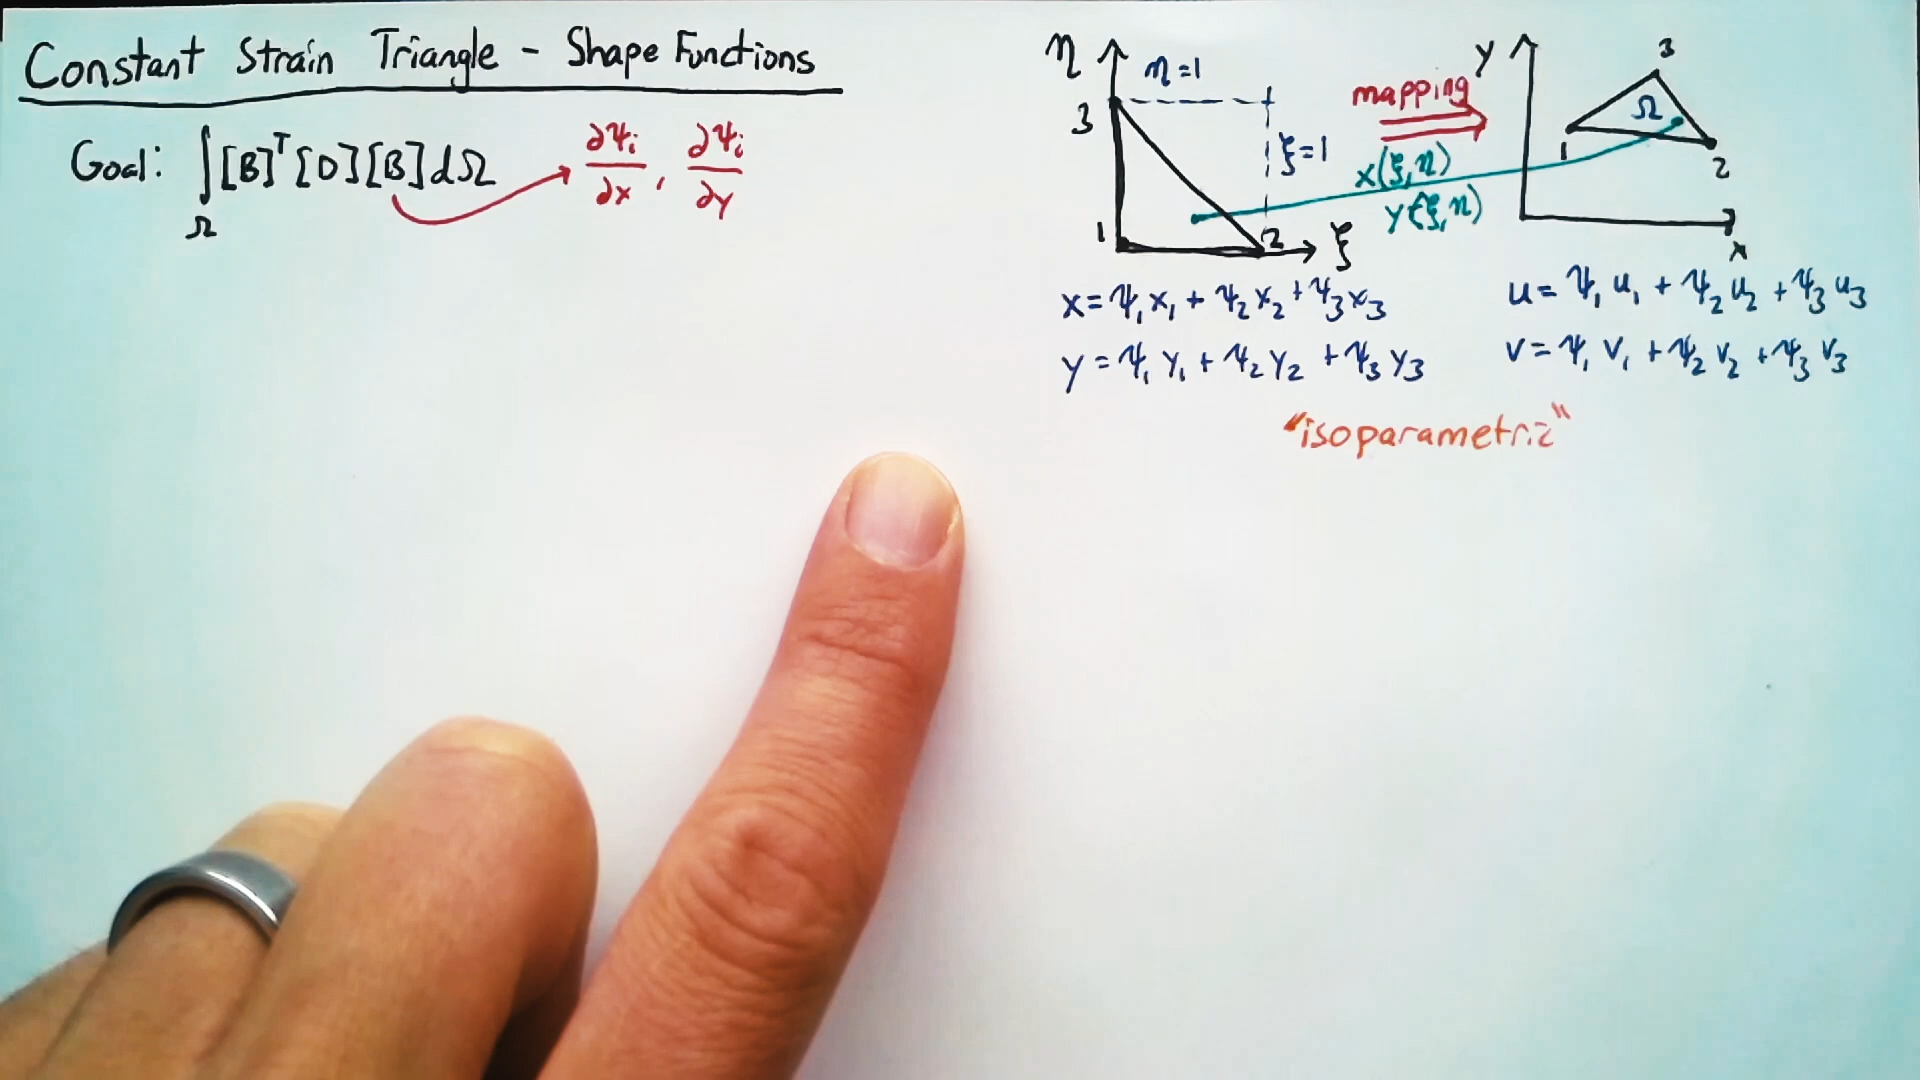 Constant Strain Triangle - Shape Functions
Goal: ∫Ω [B]ᵀ[D][B]dΩ
∂ψi/∂x , ∂ψi/∂y
η
η=1
3
ξ=1
1
2
ξ
mapping
x(ξ,η)
y(ξ,η)
y
3
Ω
1
2
x
x=ψ₁x₁+ψ₂x₂+ψ₃x₃
y=ψ₁y₁+ψ₂y₂+ψ₃y₃
u=ψ₁u₁+ψ₂u₂+ψ₃u₃
v=ψ₁v₁+ψ₂v₂+ψ₃v₃
"isoparametric"